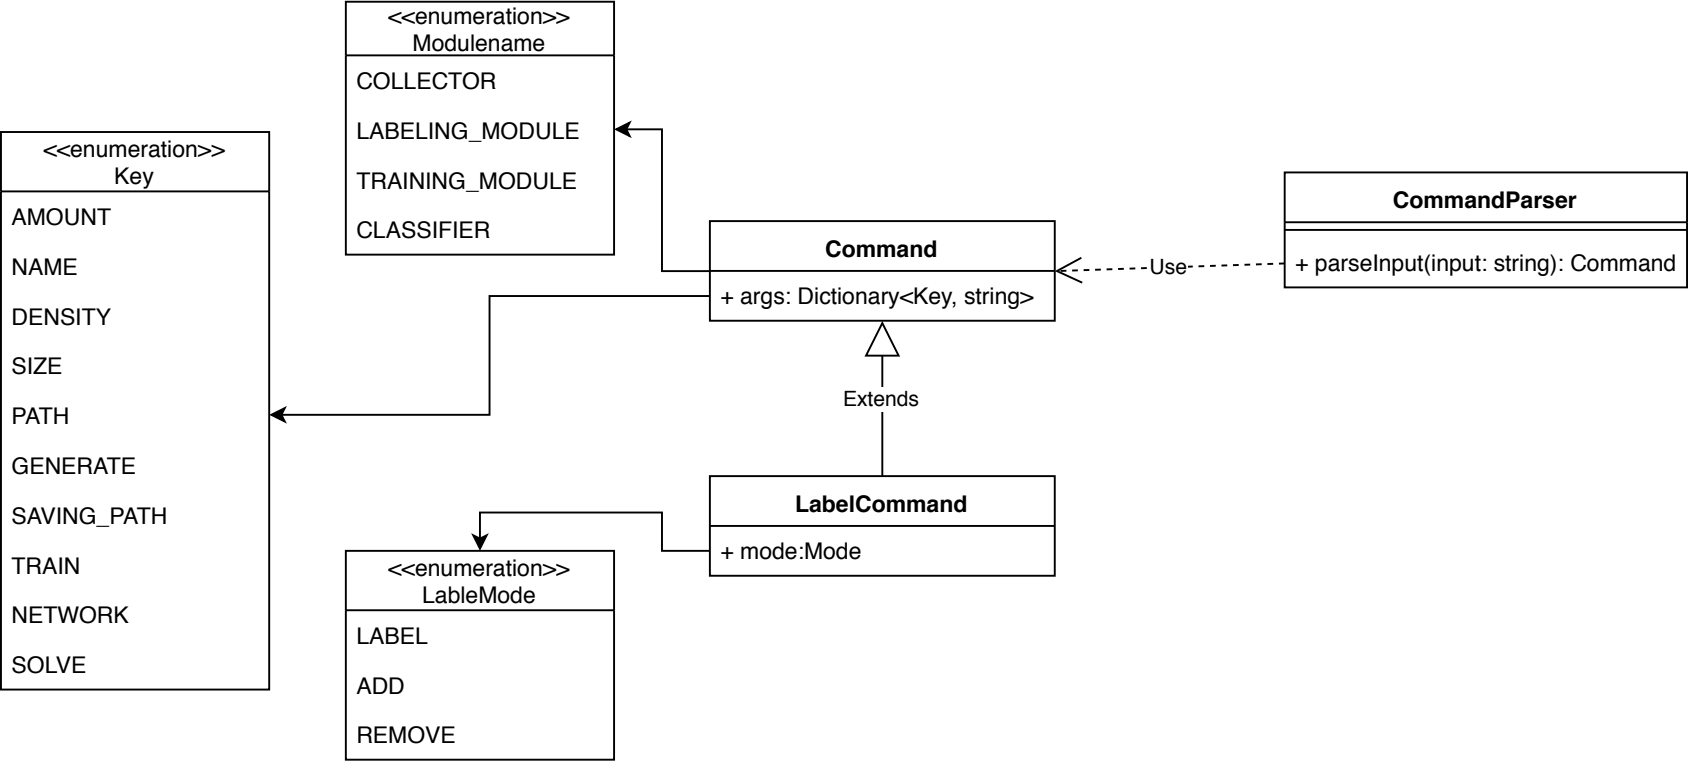 <<enumeration>>
Modulename
COLLECTOR
LABELING_MODULE
TRAINING_MODULE
CLASSIFIER
<<enumeration>>
Key
AMOUNT
NAME
DENSITY
SIZE
PATH
GENERATE
SAVING_PATH
TRAIN
NETWORK
SOLVE
Command
+ args: Dictionary<Key, string>
Use
CommandParser
+ parseInput(input: string): Command
Extends
LabelCommand
+ mode:Mode
<<enumeration>>
LableMode
LABEL
ADD
REMOVE